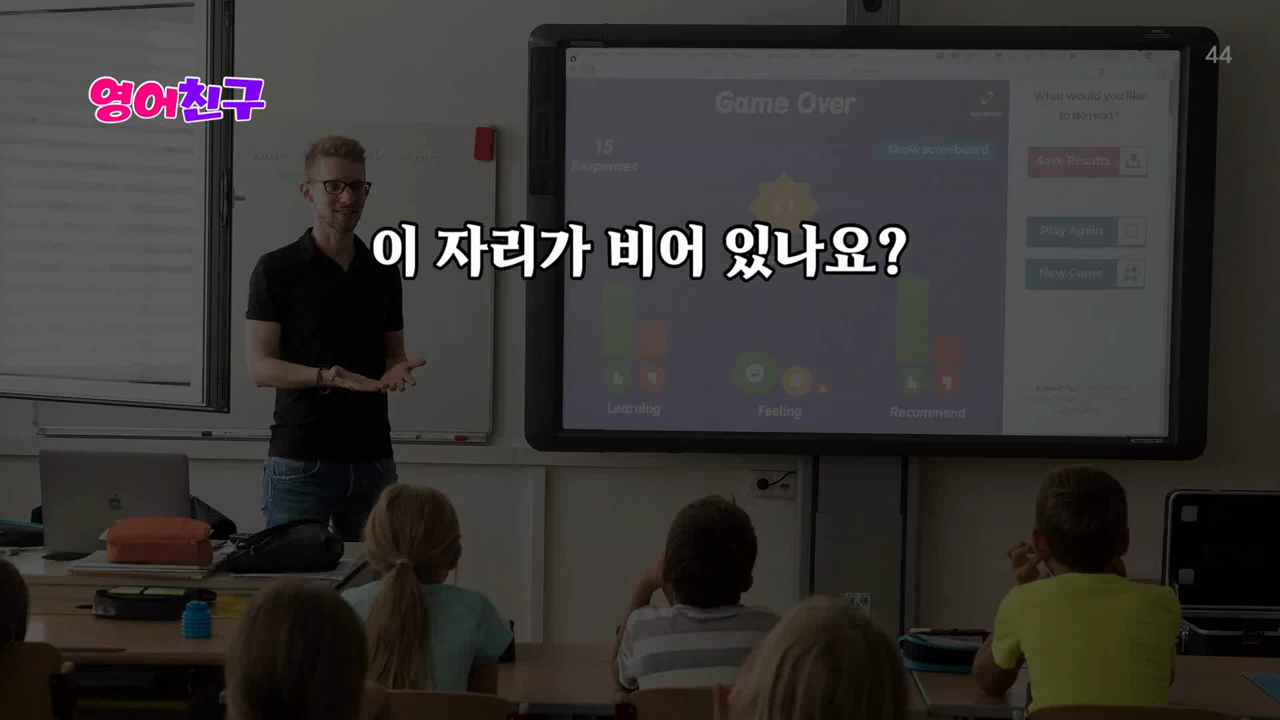 44
영어친구
Game Over
What would you like
to do next?
15
Responses
Show scoreboard
Save Results
이 자리가 비어 있나요?
Play Again
New Game
Learning
Feeling
Recommend